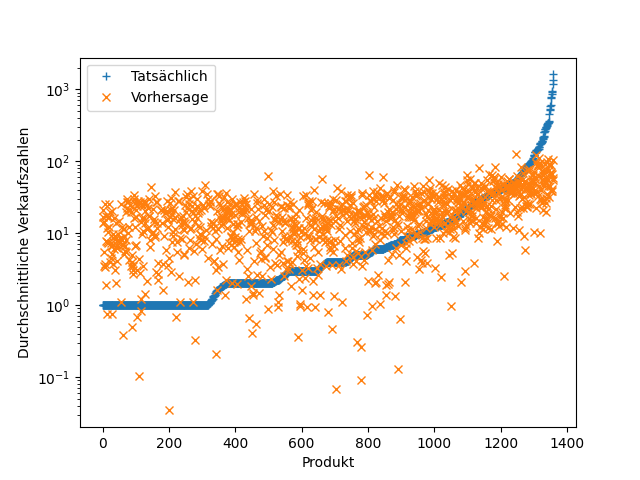 Tatsächlich
Vorhersage
Durchschnittliche Verkaufszahlen
10³
10²
10¹
10⁰
10⁻¹
0 200 400 600 800 1000 1200 1400
Produkt